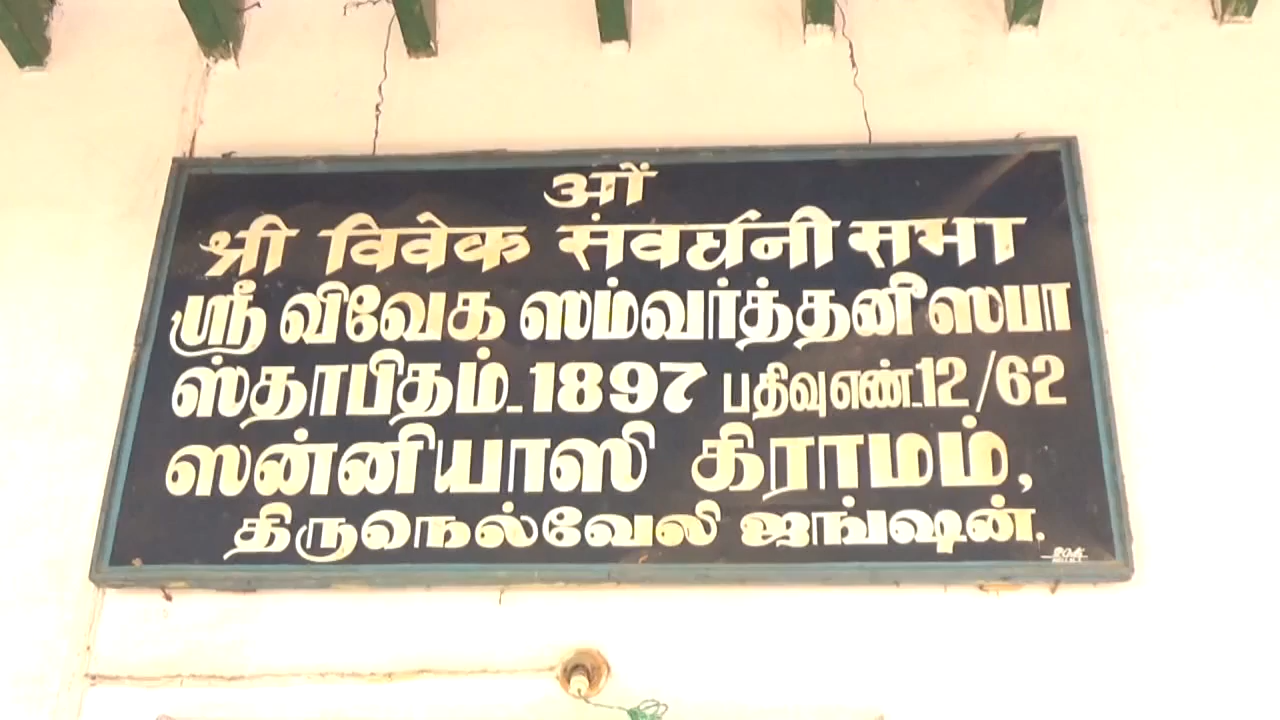 ओं
श्री विवेक संवर्धनी सभा
ஸ்ரீ விவேக ஸம்வர்த்தனீ ஸபா
ஸ்தாபிதம்-1897 பதிவு எண்-12/62
ஸன்னியாஸி கிராமம்,
திருநெல்வேலி ஜங்ஷன்.